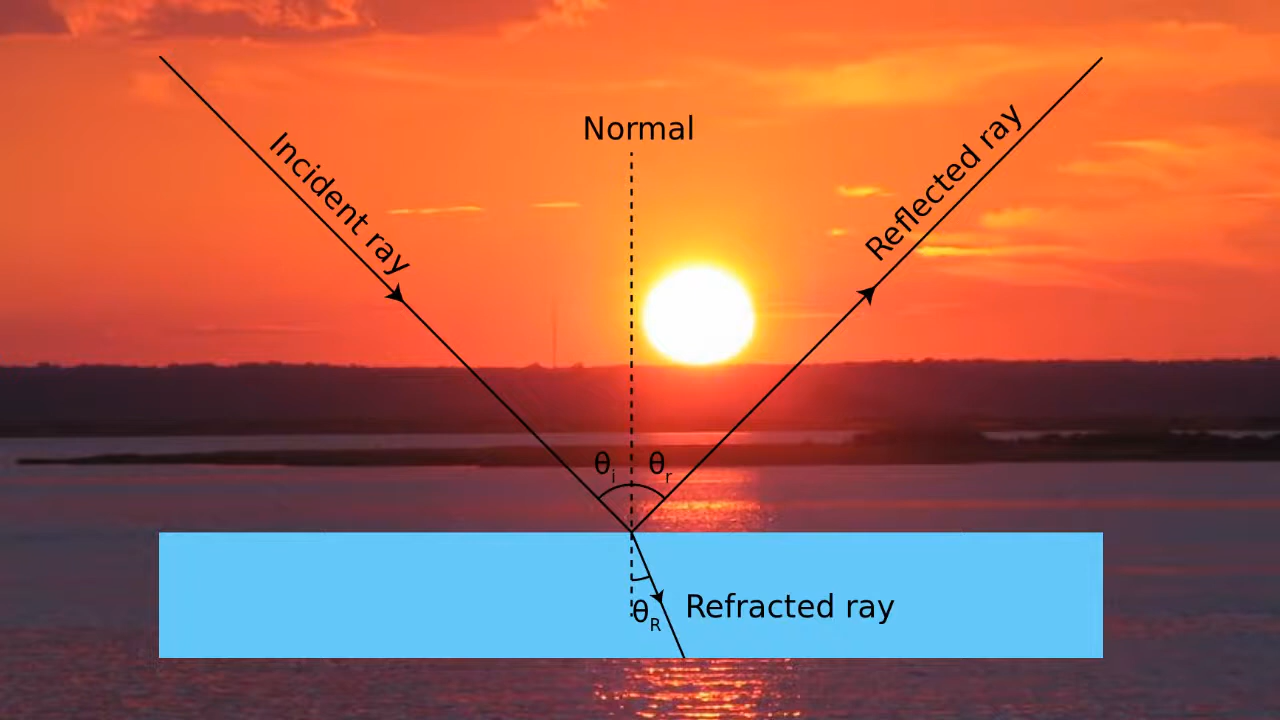 Normal
Incident ray
Reflected ray
θi
θr
θR
Refracted ray